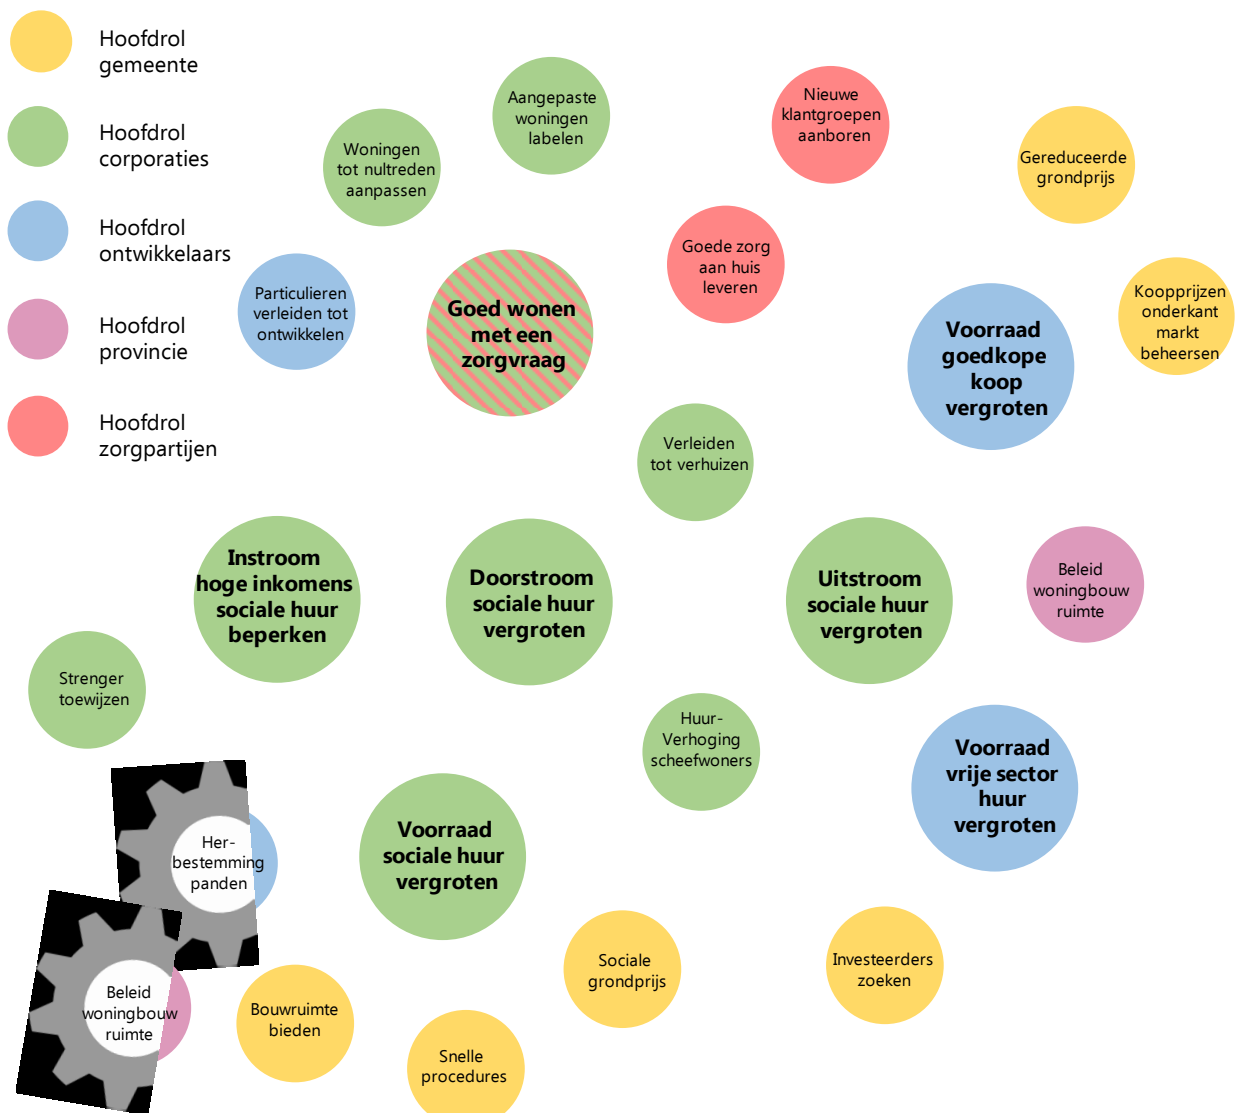 Hoofdrol
gemeente
Hoofdrol
corporaties
Hoofdrol
ontwikkelaars
Hoofdrol
provincie
Hoofdrol
zorgpartijen
Aangepaste
woningen
labelen
Nieuwe
klantgroepen
aanboren
Woningen
tot nultreden
aanpassen
Gereduceerde
grondprijs
Goede zorg
aan huis
leveren
Particulieren
verleiden tot
ontwikkelen
Goed wonen
met een
zorgvraag
Koopprijzen
onderkant
markt
beheersen
Voorraad
goedkope
koop
vergroten
Verleiden
tot verhuizen
Instroom
hoge inkomens
sociale huur
beperken
Doorstroom
sociale huur
vergroten
Uitstroom
sociale huur
vergroten
Beleid
woningbouw
ruimte
Strenger
toewijzen
Huur-
Verhoging
scheefwoners
Voorraad
vrije sector
huur
vergroten
Her-
bestemming
panden
Voorraad
sociale huur
vergroten
Sociale
grondprijs
Investeerders
zoeken
Beleid
woningbouw
ruimte
Bouwruimte
bieden
Snelle
procedures